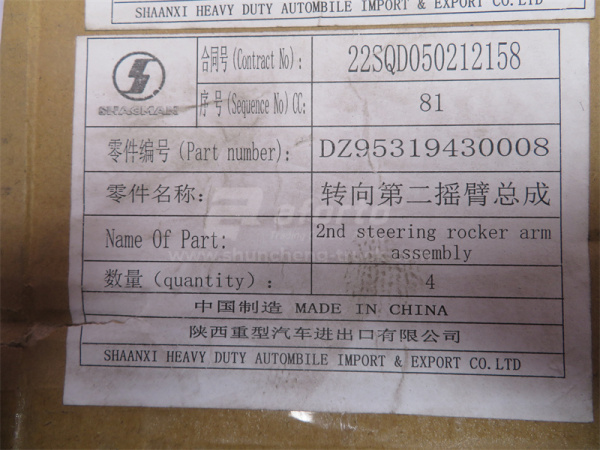 SHAANXI HEAVY DUTY AUTOMBILE IMPORT & EXPORT CO.LTD
SHACMAN
合同号(Contract No): 22SQD050212158
序号(Sequence No)CC: 81
零件编号(Part number): DZ95319430008
零件名称: 转向第二摇臂总成
Name Of Part: 2nd steering rocker arm
assembly
数量(quantity): 4
中国制造 MADE IN CHINA
陕西重型汽车进出口有限公司
SHAANXI HEAVY DUTY AUTOMBILE IMPORT & EXPORT CO.LTD